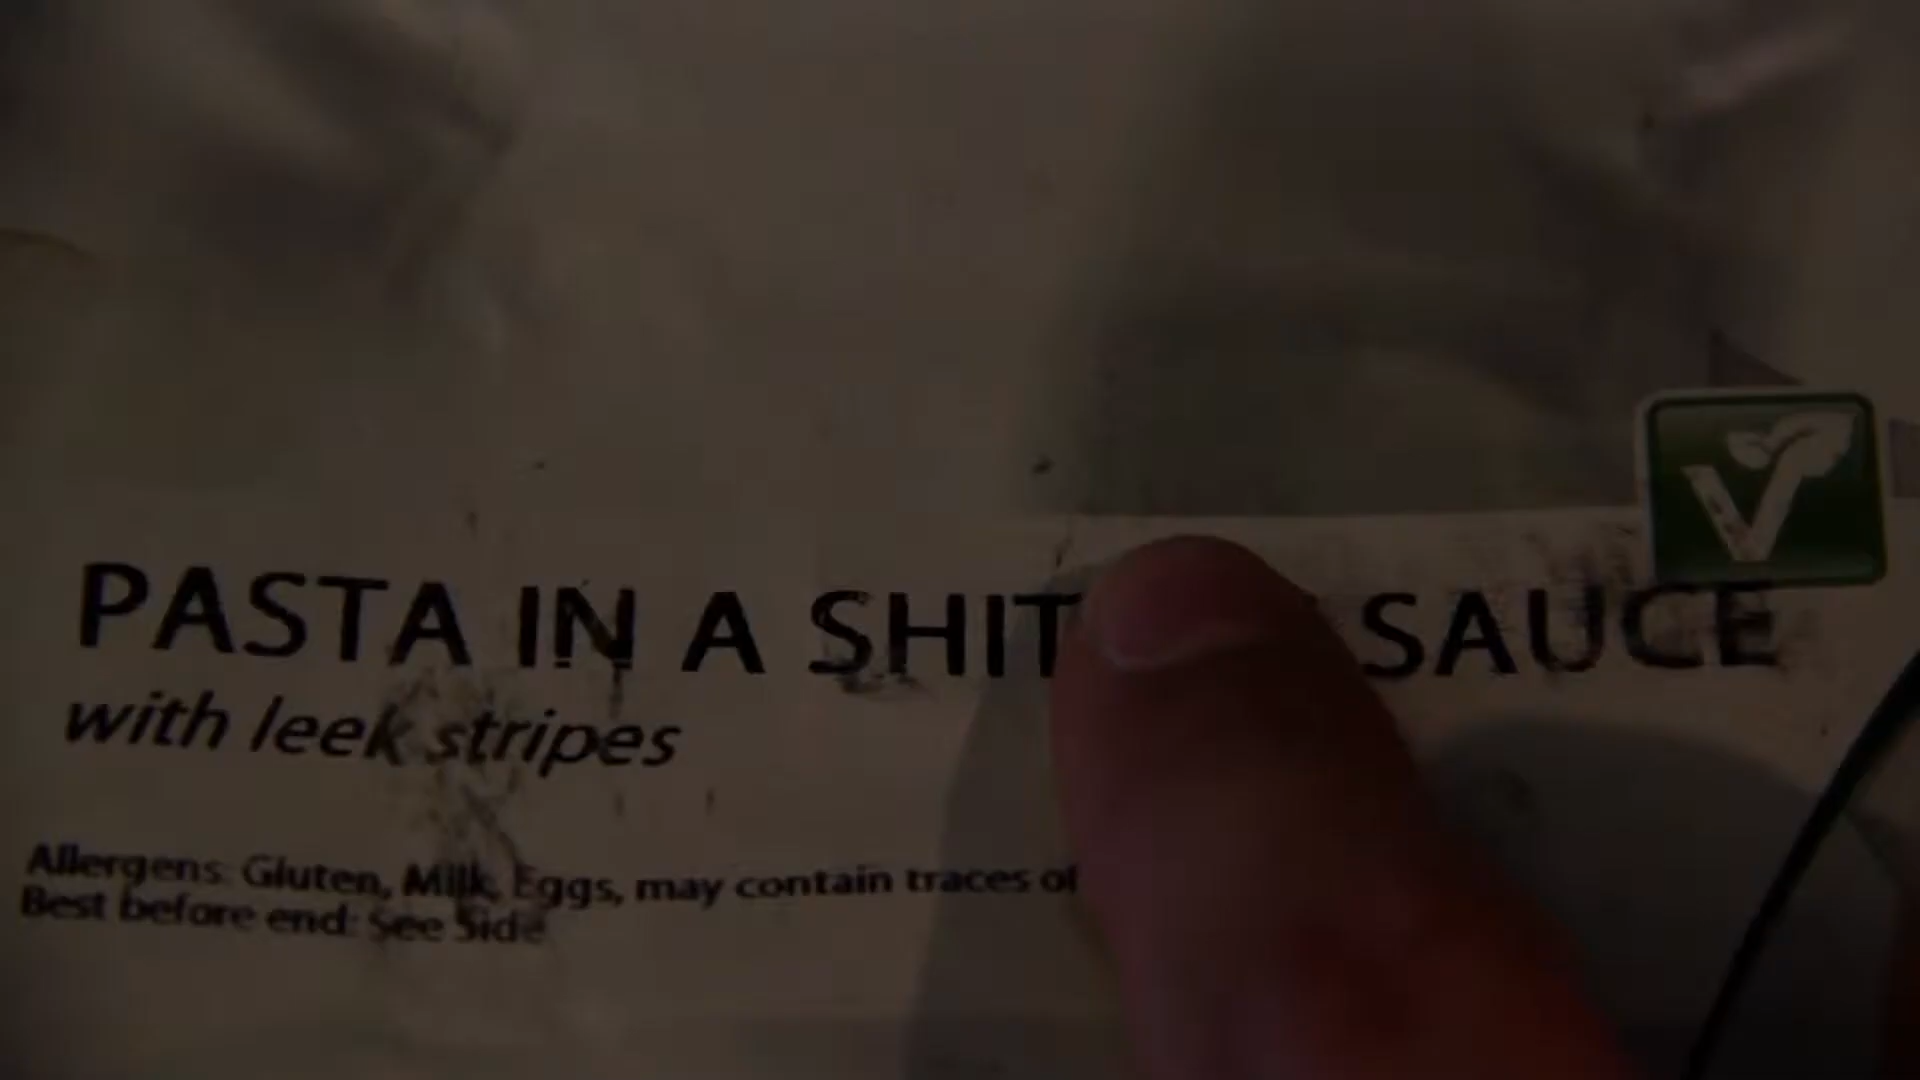 PASTA IN A SHIT SAUCE
with leek stripes
Allergens: Gluten, Milk, Eggs, may contain traces of
Best before end: See Side